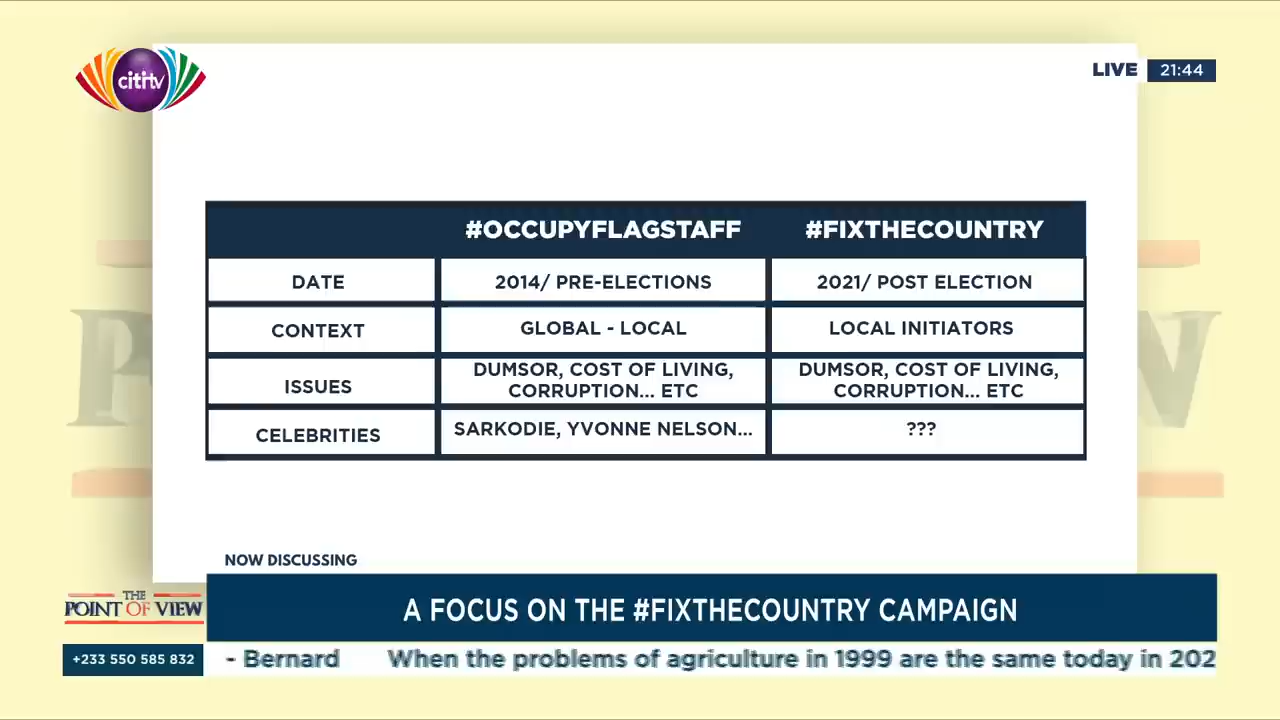 cititv
LIVE 21:44
#OCCUPYFLAGSTAFF #FIXTHECOUNTRY
DATE 2014/ PRE-ELECTIONS 2021/ POST ELECTION
CONTEXT GLOBAL - LOCAL LOCAL INITIATORS
ISSUES DUMSOR, COST OF LIVING, CORRUPTION... ETC DUMSOR, COST OF LIVING, CORRUPTION... ETC
CELEBRITIES SARKODIE, YVONNE NELSON... ???
NOW DISCUSSING
THE
POINT OF VIEW
A FOCUS ON THE #FIXTHECOUNTRY CAMPAIGN
+233 550 585 832
- Bernard When the problems of agriculture in 1999 are the same today in 202